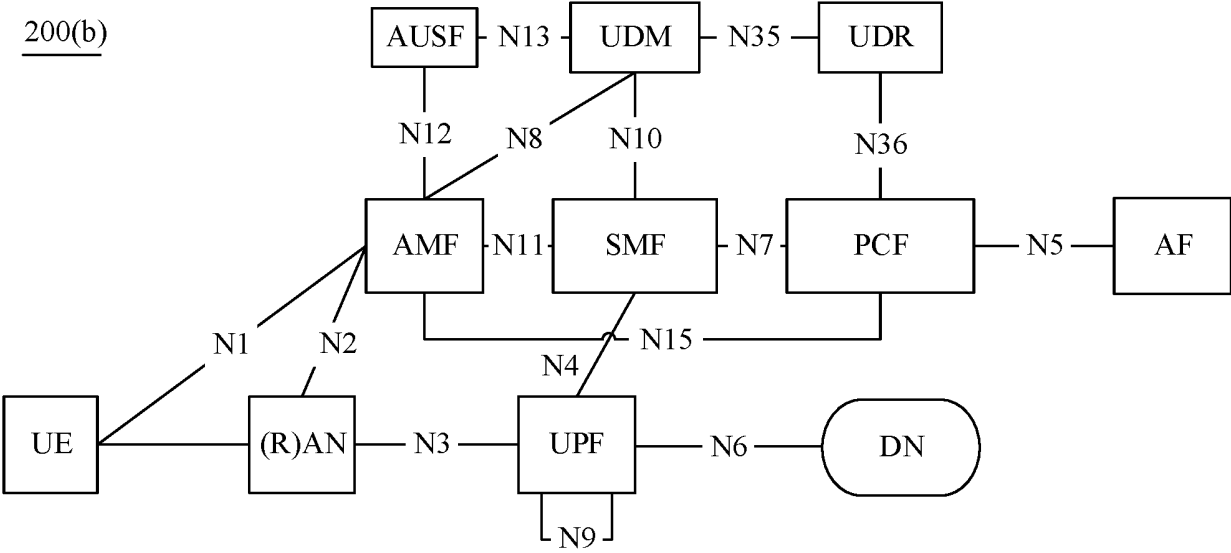 200(b)
AUSF N13 UDM N35 UDR
N12 N8 N10 N36
AMF N11 SMF N7 PCF N5 AF
N1 N2 N15
N4
UE (R)AN N3 UPF N6 DN
N9